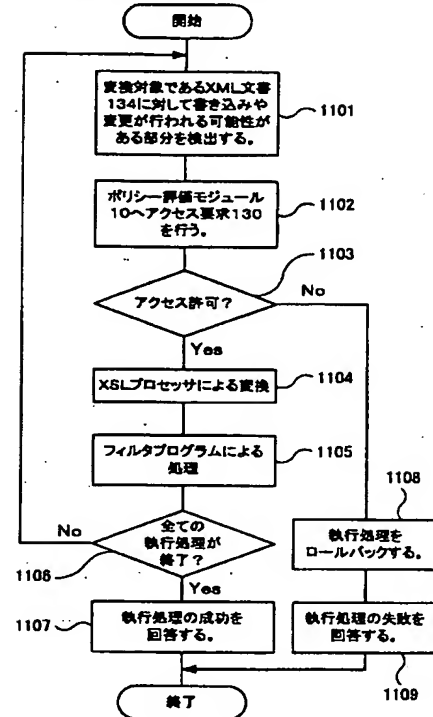 開始
変換対象であるXML文書
134に対して書き込みや
変更が行われる可能性が
ある部分を検出する。
1101
ポリシー評価モジュール
10へアクセス要求130
を行う。
1102
1103
アクセス許可?
No
Yes
XSLプロセッサによる変換
1104
フィルタプログラムによる
処理
1105
No
全ての
執行処理が
終了?
1106
Yes
1108
執行処理を
ロールバックする。
1107
執行処理の成功を
回答する。
執行処理の失敗を
回答する。
1109
終了